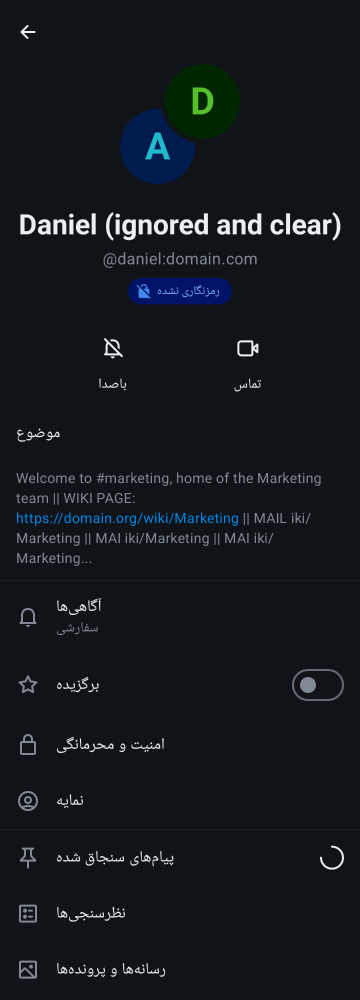 D
A
Daniel (ignored and clear)
@daniel:domain.com
رمزنگاری نشده
باصدا
تماس
موضوع
Welcome to #marketing, home of the Marketing
team || WIKI PAGE:
https://domain.org/wiki/Marketing || MAIL iki/
Marketing || MAI iki/Marketing || MAI iki/
Marketing...
آگاهی‌ها
سفارشی
برگزیده
امنیت و محرمانگی
نمایه
پیام‌های سنجاق شده
نظرسنجی‌ها
رسانه‌ها و پرونده‌ها